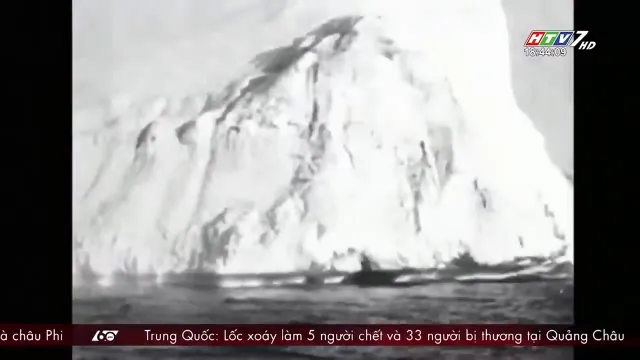 HTV7 HD
18:44:09
à châu Phi
60 Trung Quốc: Lốc xoáy làm 5 người chết và 33 người bị thương tại Quảng Châu